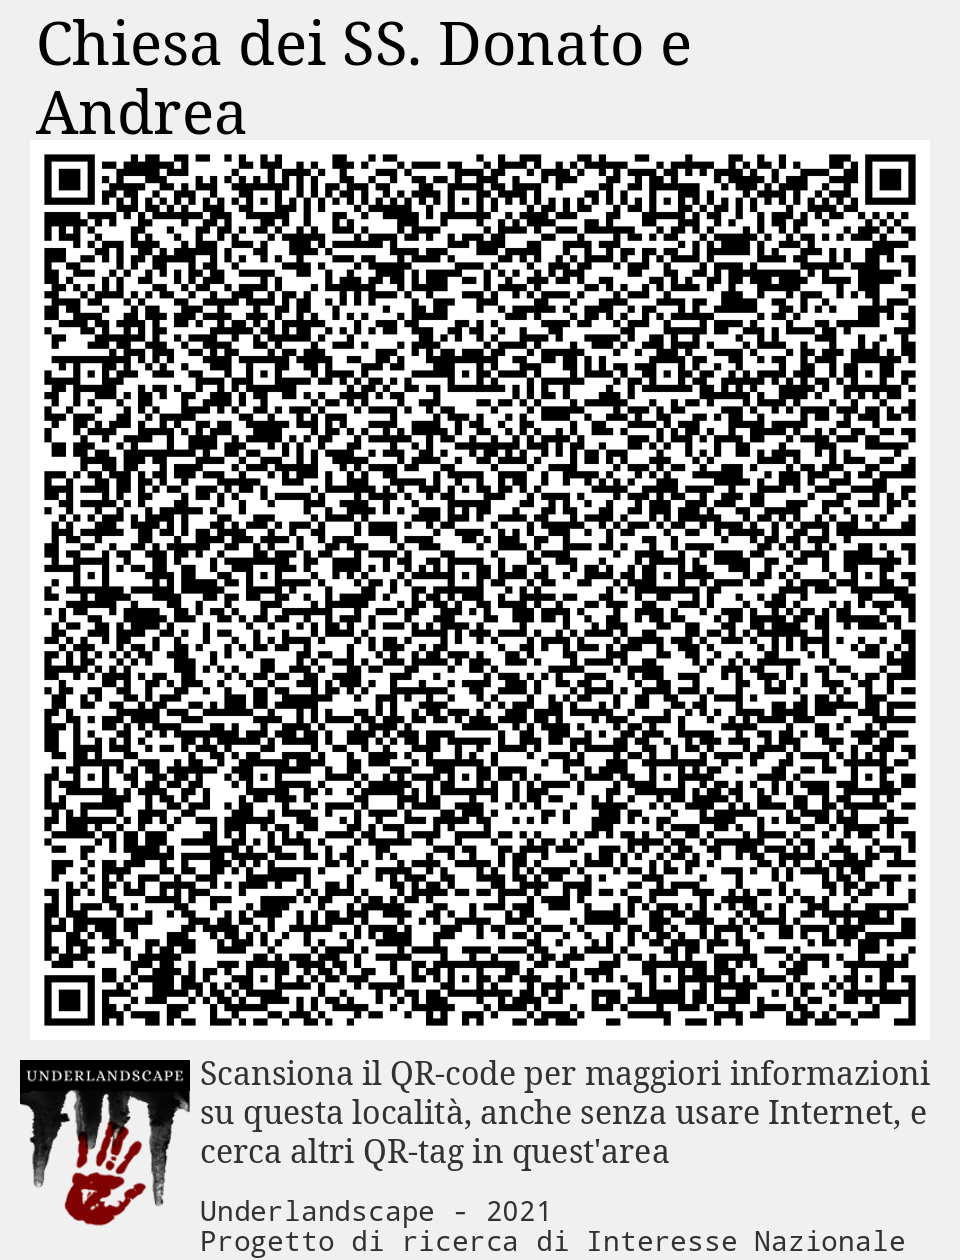 Chiesa dei SS. Donato e
Andrea
UNDERLANDSCAPE
Scansiona il QR-code per maggiori informazioni
su questa località, anche senza usare Internet, e
cerca altri QR-tag in quest'area
Underlandscape - 2021
Progetto di ricerca di Interesse Nazionale